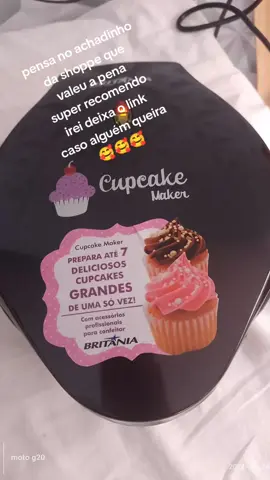 pensa no achadinho
da shoppe que
valeu a pena
super recomendo
irei deixa o link
caso alguém queira
🥰🥰🥰
Cupcake
Maker
Cupcake Maker
PREPARA ATÉ 7
DELICIOSOS
CUPCAKES
GRANDES
DE UMA SÓ VEZ!
Com acessórios
profissionais
para confeitar
BRITÂNIA
moto g20